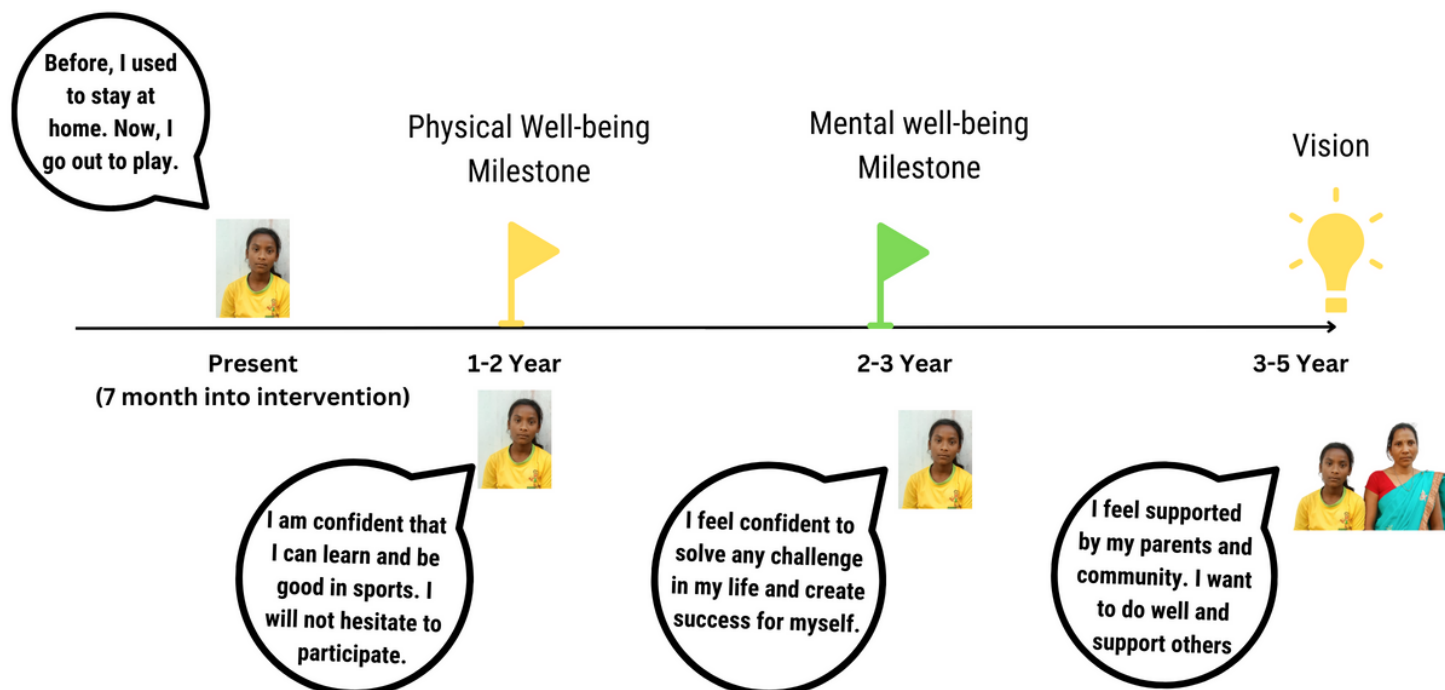 Before, I used
to stay at
home. Now, I
go out to play.
Physical Well-being
Milestone
Mental well-being
Milestone
Vision
Present
(7 month into intervention)
1-2 Year
2-3 Year
3-5 Year
I am confident that
I can learn and be
good in sports. I
will not hesitate to
participate.
I feel confident to
solve any challenge
in my life and create
success for myself.
I feel supported
by my parents and
community. I want
to do well and
support others